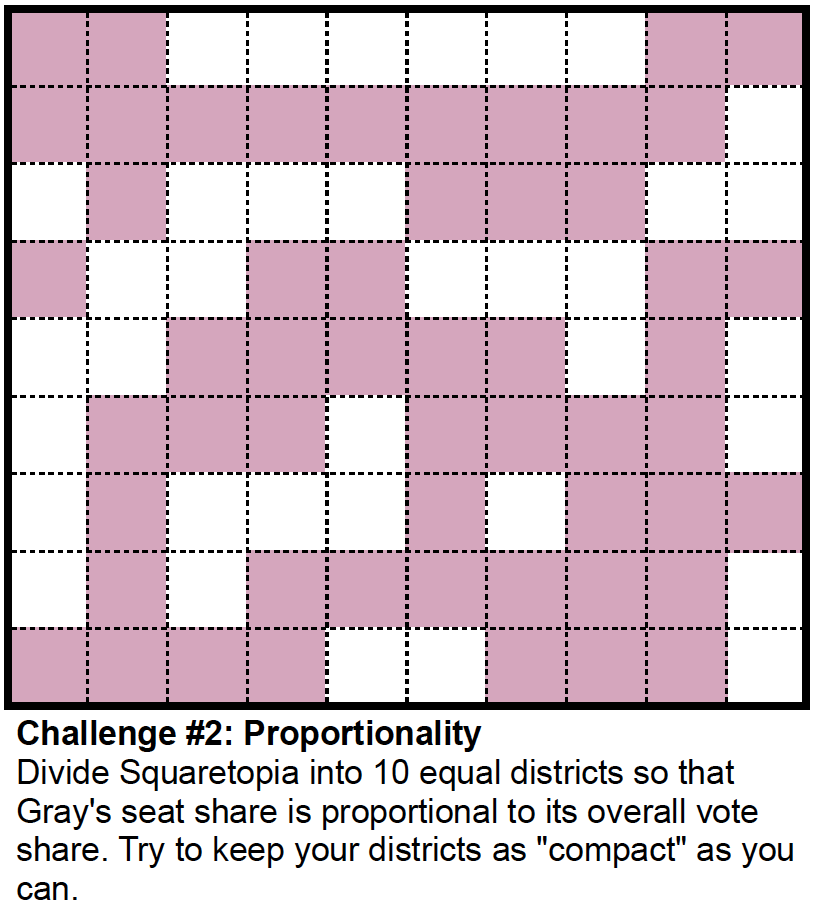 Challenge #2: Proportionality
Divide Squaretopia into 10 equal districts so that
Gray's seat share is proportional to its overall vote
share. Try to keep your districts as "compact" as you
can.